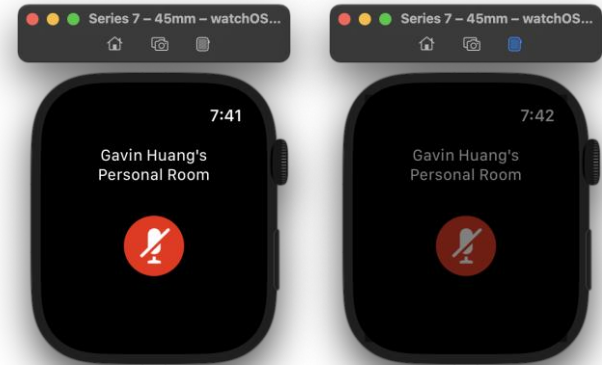 Series 7 – 45mm – watchOS...
7:41
Gavin Huang's
Personal Room
Series 7 – 45mm – watchOS...
7:42
Gavin Huang's
Personal Room